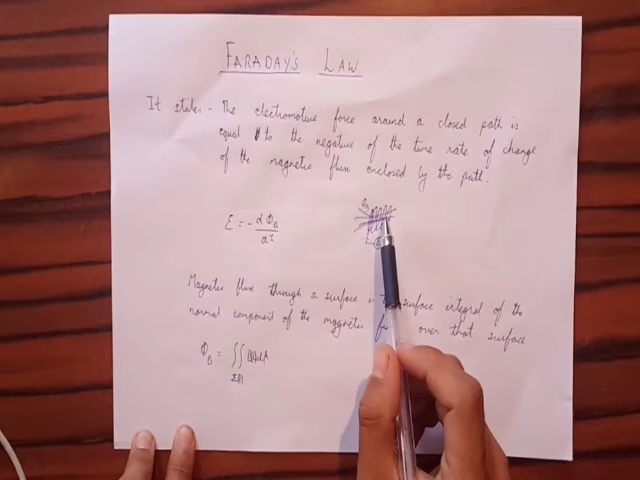 FARADAY'S LAW
It states - The electromotive force around a closed path is
equal to the negative of the time rate of change
of the magnetic flux enclosed by the path.
ε = - d ΦB / dt
ΦB
Magnetic flux through a surface is the surface integral of the
normal component of the magnetic over that surface
ΦB = ∫∫ dA